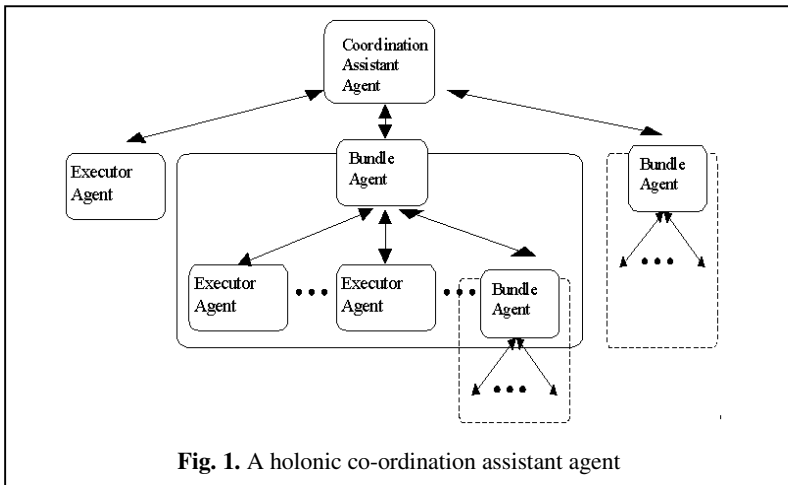 Coordination
Assistant
Agent
Executor
Agent
Bundle
Agent
Bundle
Agent
Executor
Agent
•••
Executor
Agent
•••
Bundle
Agent
•••
•••
Fig. 1. A holonic co-ordination assistant agent